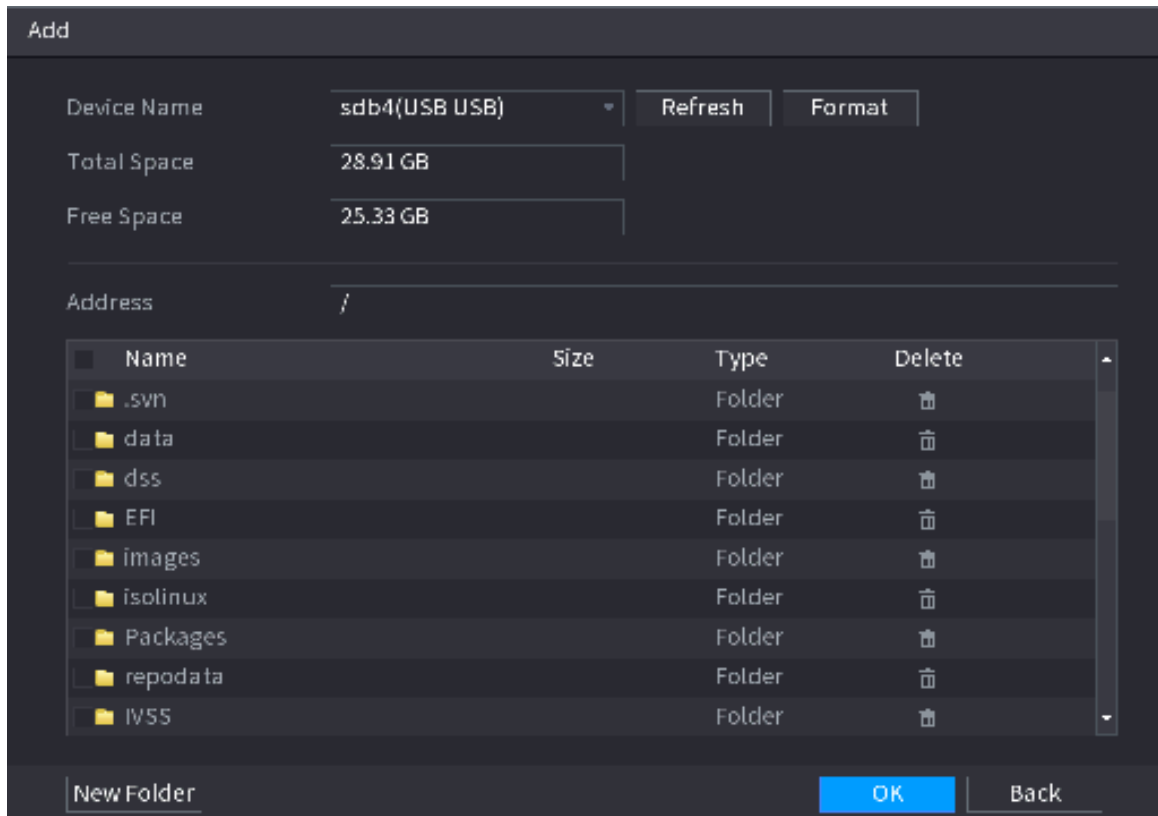 Add
Device Name sdb4(USB USB) Refresh Format
Total Space 28.91 GB
Free Space 25.33 GB
Address /
Name Size Type Delete
.svn Folder
data Folder
dss Folder
EFI Folder
images Folder
isolinux Folder
Packages Folder
repodata Folder
IVSS Folder
New Folder OK Back